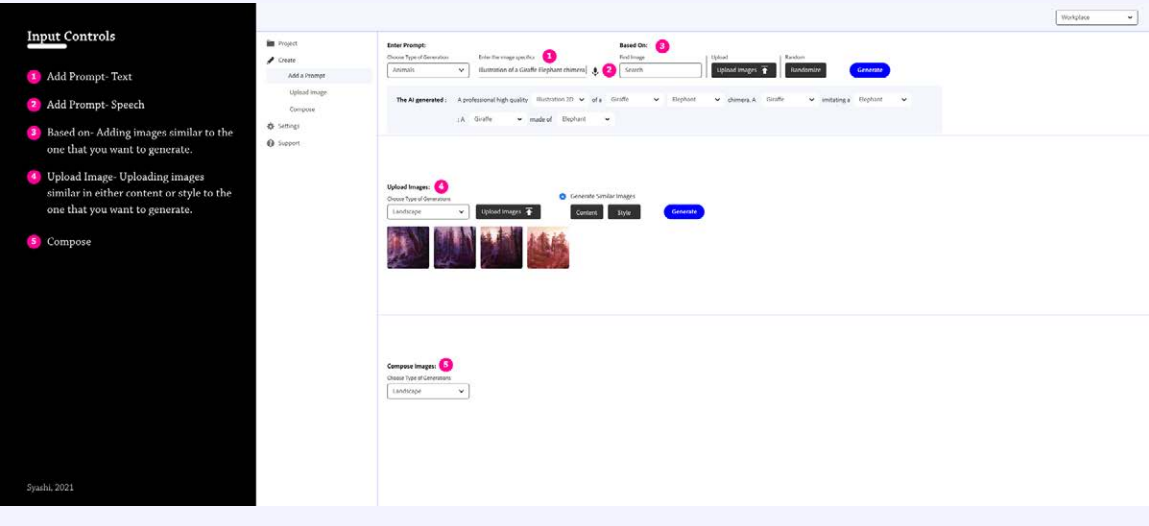 Input Controls
1 Add Prompt- Text
2 Add Prompt- Speech
3 Based on- Adding images similar to the
one that you want to generate.
4 Upload Image- Uploading images
similar in either content or style to the
one that you want to generate.
5 Compose
Syashi, 2021
Workplace
Project
Create
Add a Prompt
Upload Image
Compose
Settings
Support
Enter Prompt:
Based On: 3
Choose Type of Generation
Enter the image specifics 1
Find Image
Upload
Random
Animals
Illustration of a Giraffe Elephant chimera 2
Search
Upload Images
Randomize
Generate
The AI generated : A professional high quality Illustration 2D of a Giraffe Elephant chimera. A Giraffe imitating a Elephant
; A Giraffe made of Elephant
Upload Images: 4
Choose Type of Generations
Generate Similar Images
Landscape
Upload Images
Content
Style
Generate
Compose Images: 5
Choose Type of Generations
Landscape